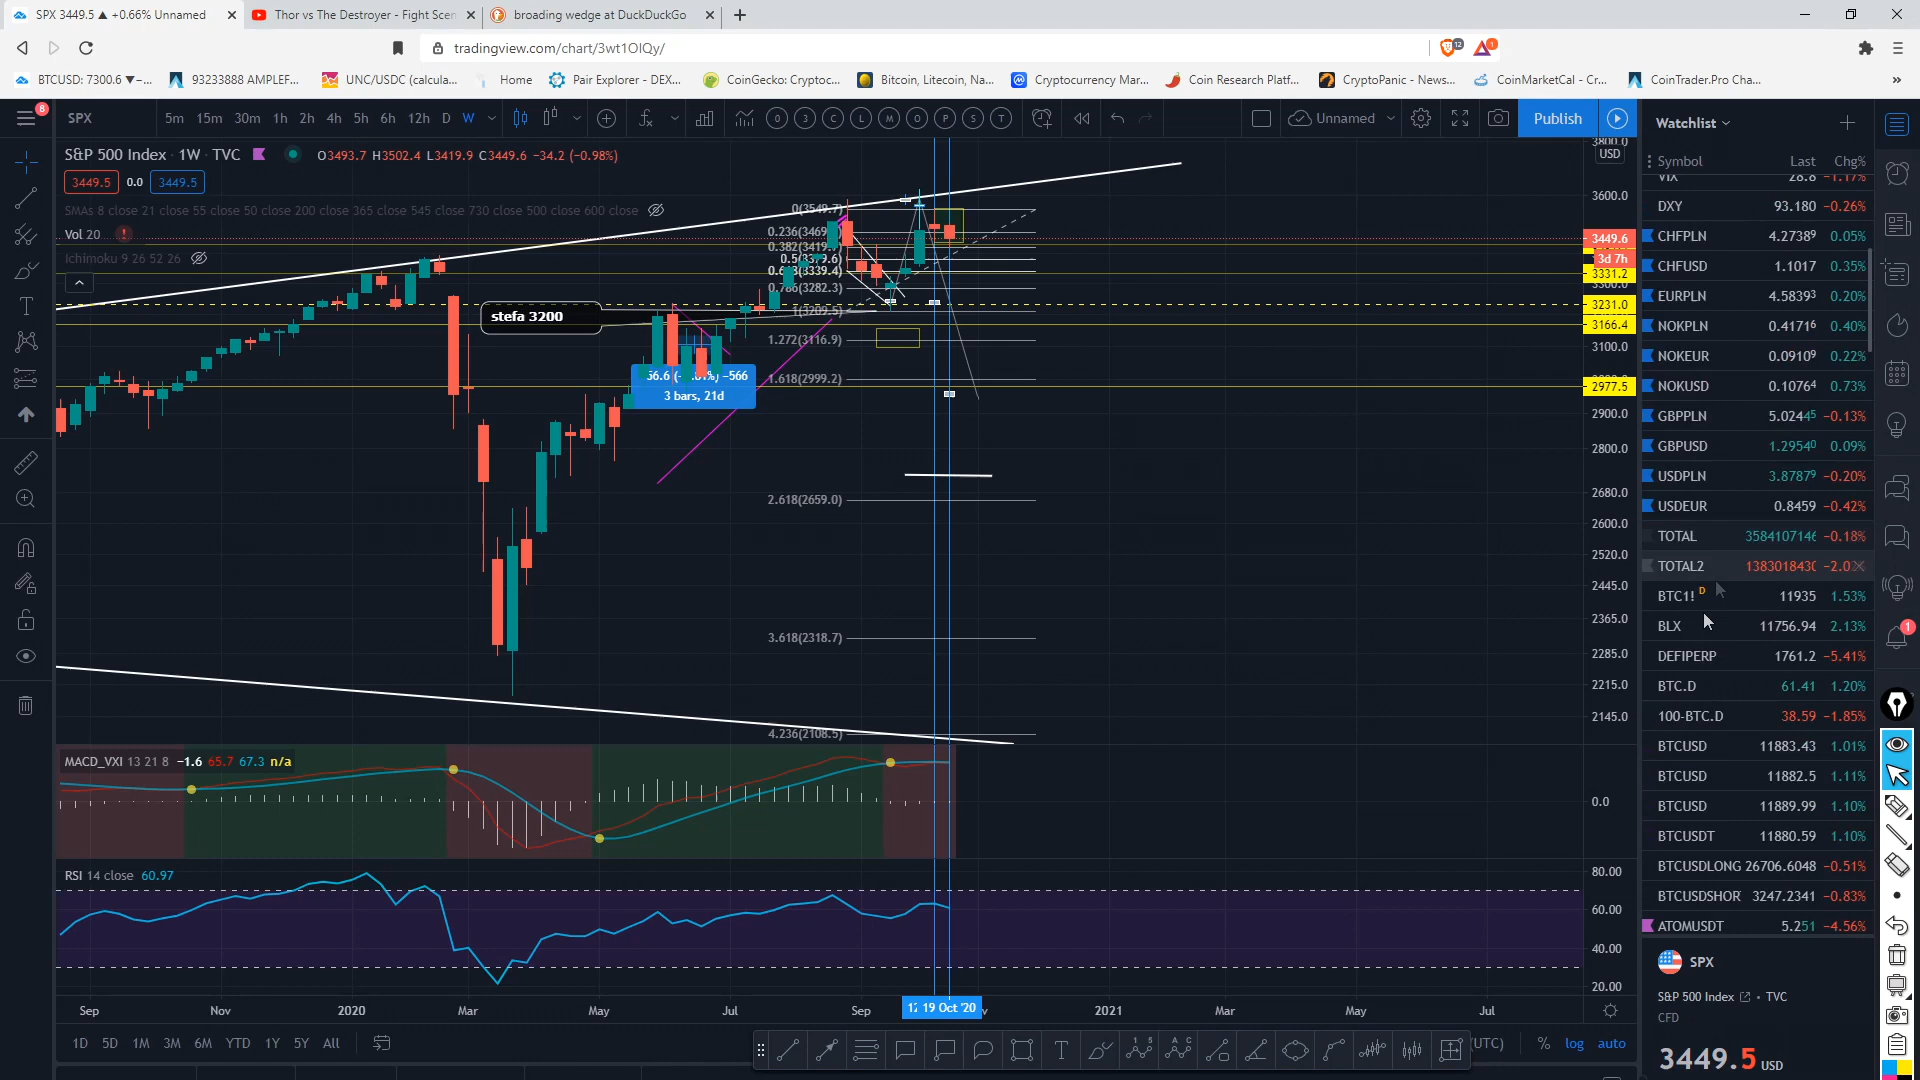 SPX 3449.5 ▲ +0.66% Unnamed
Thor vs The Destroyer - Fight Scen
broading wedge at DuckDuckGo
tradingview.com/chart/3wt1OIQy/
12
1
BTCUSD: 7300.6 ▼−...
93233888 AMPLEF...
UNC/USDC (calcula...
Home
Pair Explorer - DEX...
CoinGecko: Cryptoc...
Bitcoin, Litecoin, Na...
Cryptocurrency Mar...
Coin Research Platf...
CryptoPanic - News...
CoinMarketCal - Cr...
CoinTrader.Pro Cha...
»
8
SPX
5m 15m 30m 1h 2h 4h 5h 6h 12h D W
0 3 C L M O P S T
Unnamed
Publish
Watchlist
S&P 500 Index · 1W · TVC
O3493.7 H3502.4 L3419.9 C3449.6 −34.2 (−0.98%)
3449.5 0.0 3449.5
SMAs 8 close 21 close 55 close 50 close 200 close 365 close 545 close 730 close 500 close 600 close
Vol 20
Ichimoku 9 26 52 26
stefa 3200
3 bars, 21d
0(3549.7)
0.786(3282.3)
1(3209.5)
1.272(3116.9)
1.618(2999.2)
2.618(2659.0)
3.618(2318.7)
4.236(2108.5)
USD
3600.0
3449.6
3d 7h
3331.2
3231.0
3166.4
3100.0
2977.5
2900.0
2800.0
2680.0
2600.0
2520.0
2445.0
2365.0
2285.0
2215.0
2145.0
MACD_VXI 13 21 8 −1.6 65.7 67.3 n/a
0.0
RSI 14 close 60.97
80.00
60.00
40.00
20.00
Sep Nov 2020 Mar May Jul Sep 19 Oct '20 2021 Mar May Jul
1D 5D 1M 3M 6M YTD 1Y 5Y All
(UTC) % log auto
Symbol Last Chg%
VIX 28.8 −1.17%
DXY 93.180 −0.26%
CHFPLN 4.27389 0.05%
CHFUSD 1.1017 0.35%
EURPLN 4.58393 0.20%
NOKPLN 0.41716 0.40%
NOKEUR 0.09109 0.22%
NOKUSD 0.10764 0.73%
GBPPLN 5.02445 −0.13%
GBPUSD 1.29540 0.09%
USDPLN 3.87879 −0.20%
USDEUR 0.8459 −0.42%
TOTAL 3584107146 −0.18%
TOTAL2 1383018430 −2.0
BTC1! D 11935 1.53%
BLX 11756.94 2.13%
DEFIPERP 1761.2 −5.41%
BTC.D 61.41 1.20%
100-BTC.D 38.59 −1.85%
BTCUSD 11883.43 1.01%
BTCUSD 11882.5 1.11%
BTCUSD 11889.99 1.10%
BTCUSDT 11880.59 1.10%
BTCUSDLONG 26706.6048 −0.51%
BTCUSDSHOR 3247.2341 −0.83%
ATOMUSDT 5.251 −4.56%
SPX
S&P 500 Index • TVC
CFD
3449.5 USD
1